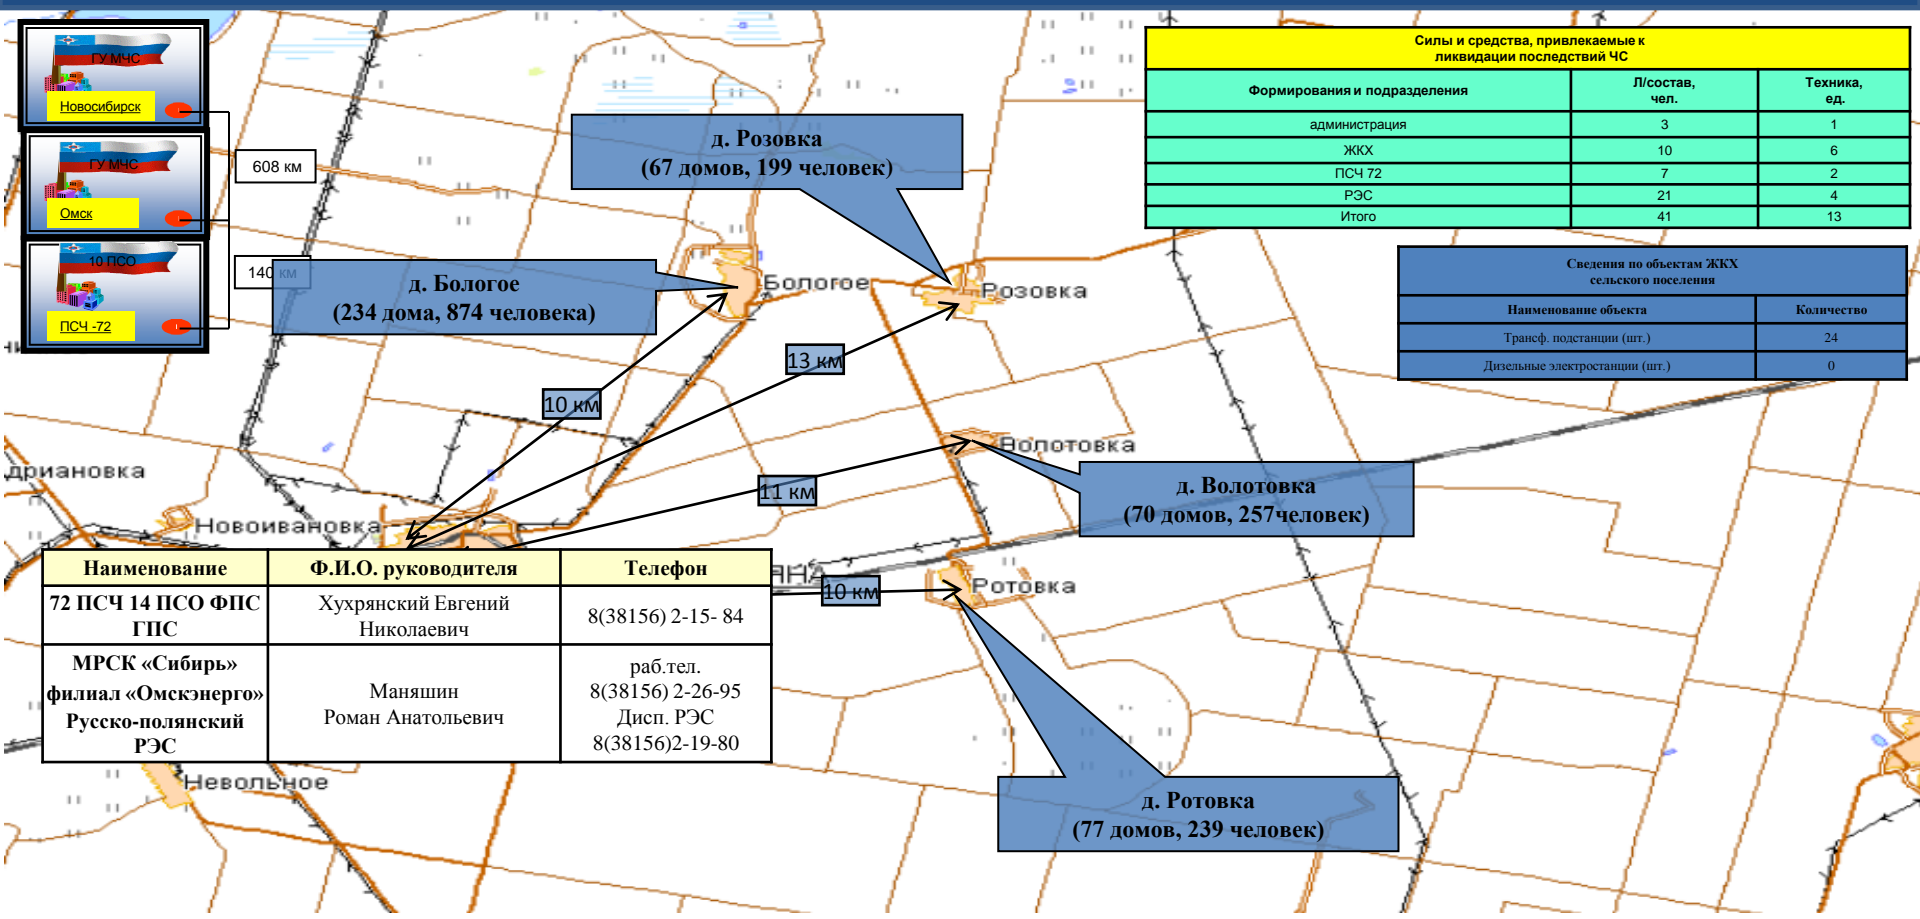 ГУ МЧС
Новосибирск
ГУ МЧС
Омск
10 ПСО
ПСЧ -72
608 км
140 км
д. Розовка
(67 домов, 199 человек)
д. Бологое
(234 дома, 874 человека)
Силы и средства, привлекаемые к
ликвидации последствий ЧС
Формирования и подразделения Л/состав, чел. Техника, ед.
администрация 3 1
ЖКХ 10 6
ПСЧ 72 7 2
РЭС 21 4
Итого 41 13
Сведения по объектам ЖКХ
сельского поселения
Наименование объекта Количество
Трансф. подстанции (шт.) 24
Дизельные электростанции (шт.) 0
Бологое
Розовка
13 км
10 км
Волотовка
11 км
д. Волотовка
(70 домов, 257человек)
дриановка
Новоивановка
Ротовка
10 км
Наименование Ф.И.О. руководителя Телефон
72 ПСЧ 14 ПСО ФПС
ГПС
Хухрянский Евгений
Николаевич
8(38156) 2-15- 84
МРСК «Сибирь»
филиал «Омскэнерго»
Русско-полянский
РЭС
Маняшин
Роман Анатольевич
раб.тел.
8(38156) 2-26-95
Дисп. РЭС
8(38156)2-19-80
Невольное
д. Ротовка
(77 домов, 239 человек)